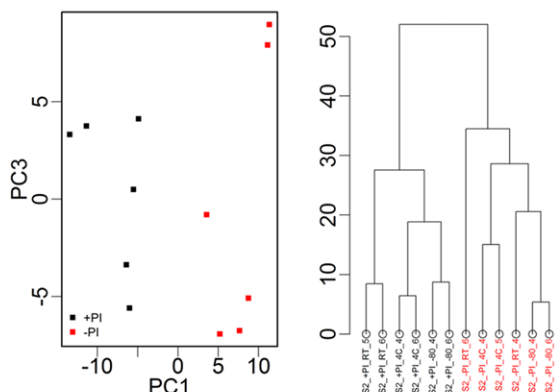 PC3
5
0
-5
+PI
-PI
-10 0 5 10
PC1
50
40
30
20
10
0
S2_+PI_RT_5
S2_+PI_RT_6
S2_+PI_4C_4
S2_+PI_4C_6
S2_+PI_-80_4
S2_+PI_-80_6
S2_-PI_RT_6
S2_-PI_4C_4
S2_-PI_4C_5
S2_-PI_RT_4
S2_-PI_-80_4
S2_-PI_-80_6